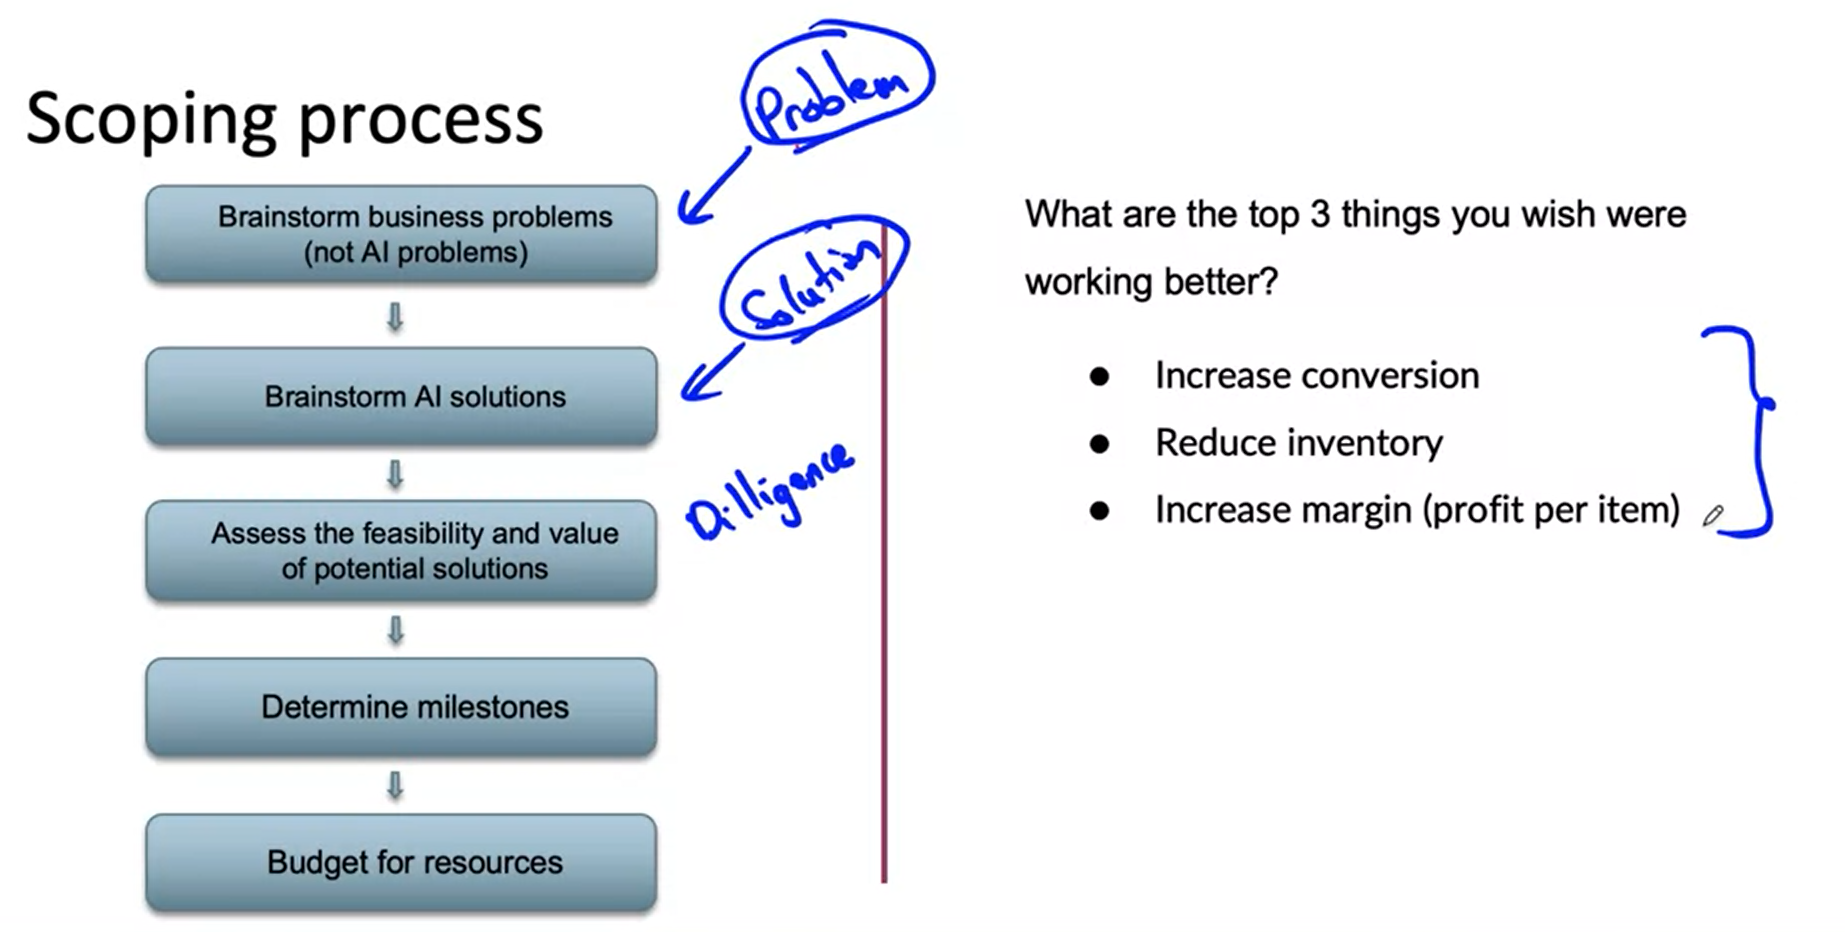 Scoping process
Problem
Brainstorm business problems
(not AI problems)
Solution
Brainstorm AI solutions
Dilligence
Assess the feasibility and value
of potential solutions
Determine milestones
Budget for resources
What are the top 3 things you wish were
working better?
● Increase conversion
● Reduce inventory
● Increase margin (profit per item)